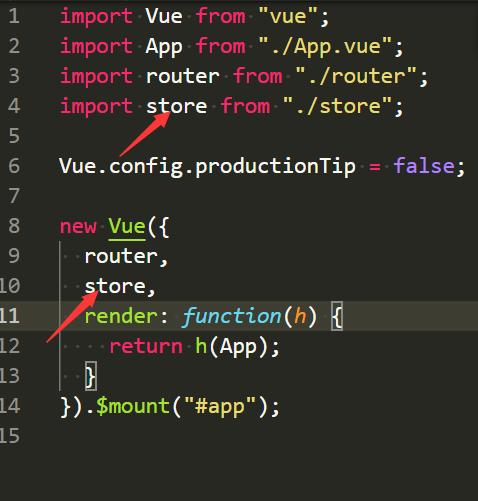 1 import Vue from "vue";
2 import App from "./App.vue";
3 import router from "./router";
4 import store from "./store";
5
6 Vue.config.productionTip = false;
7
8 new Vue({
9   router,
10   store,
11   render: function(h) {
12     return h(App);
13   }
14 }).$mount("#app");
15